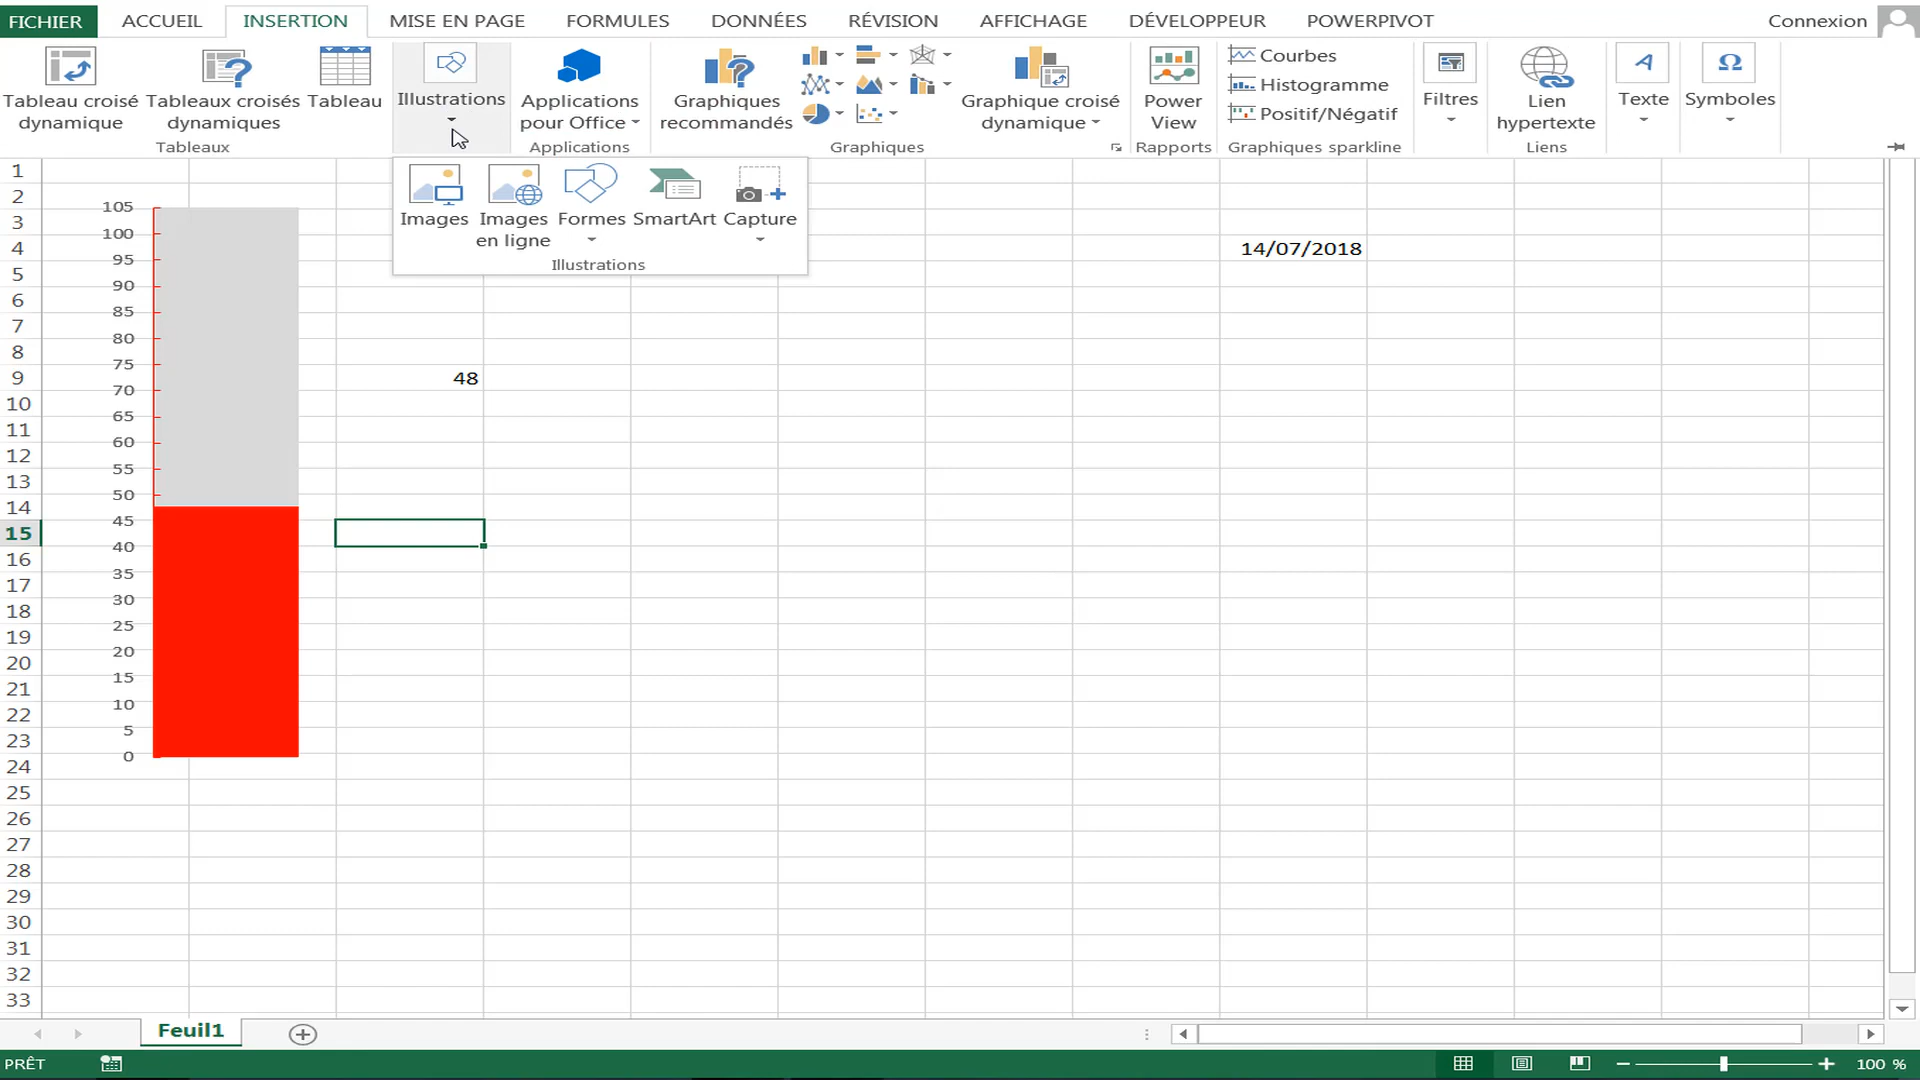 FICHIER ACCUEIL INSERTION MISE EN PAGE FORMULES DONNÉES RÉVISION AFFICHAGE DÉVELOPPEUR POWERPIVOT Connexion
Tableau croisé dynamique
Tableaux croisés dynamiques
Tableau
Tableaux
Illustrations
Applications pour Office
Applications
Graphiques recommandés
Graphique croisé dynamique
Graphiques
Power View
Rapports
Courbes
Histogramme
Positif/Négatif
Graphiques sparkline
Filtres
Lien hypertexte
Liens
Texte
Symboles
Images
Images en ligne
Formes
SmartArt
Capture
Illustrations
1
2
3
4
5
6
7
8
9
10
11
12
13
14
15
16
17
18
19
20
21
22
23
24
25
26
27
28
29
30
31
32
33
105
100
95
90
85
80
75
70
65
60
55
50
45
40
35
30
25
20
15
10
5
0
14/07/2018
48
Feuil1
PRÊT
100 %